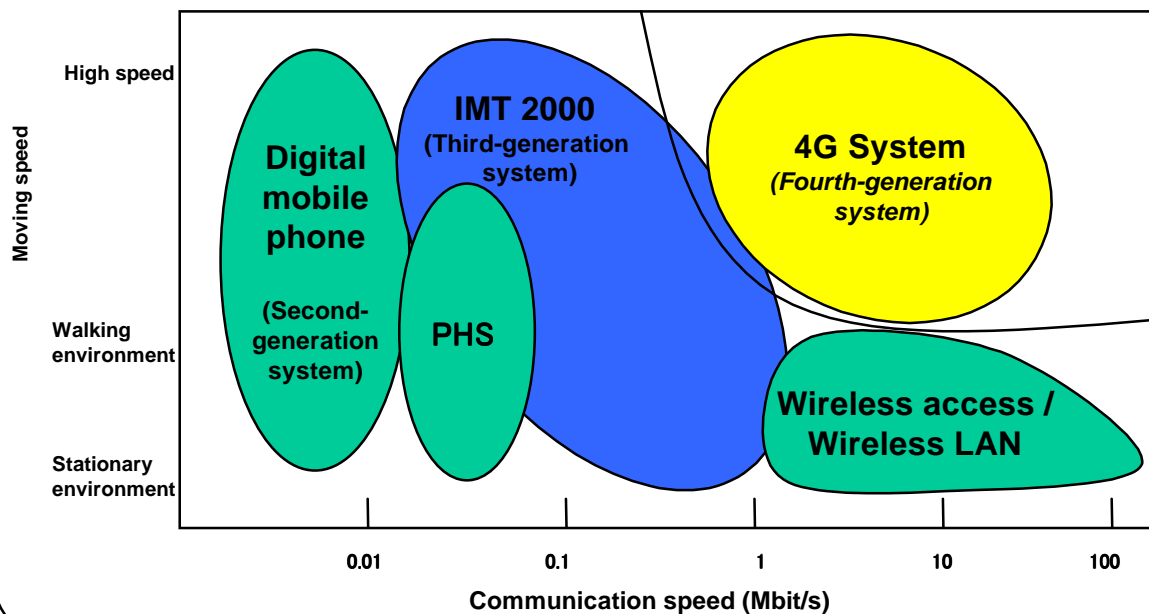 High speed
Moving speed
Walking
environment
Stationary
environment
Digital
mobile
phone
(Second-
generation
system)
IMT 2000
(Third-generation
system)
PHS
4G System
(Fourth-generation
system)
Wireless access /
Wireless LAN
0.01
0.1
1
10
100
Communication speed (Mbit/s)